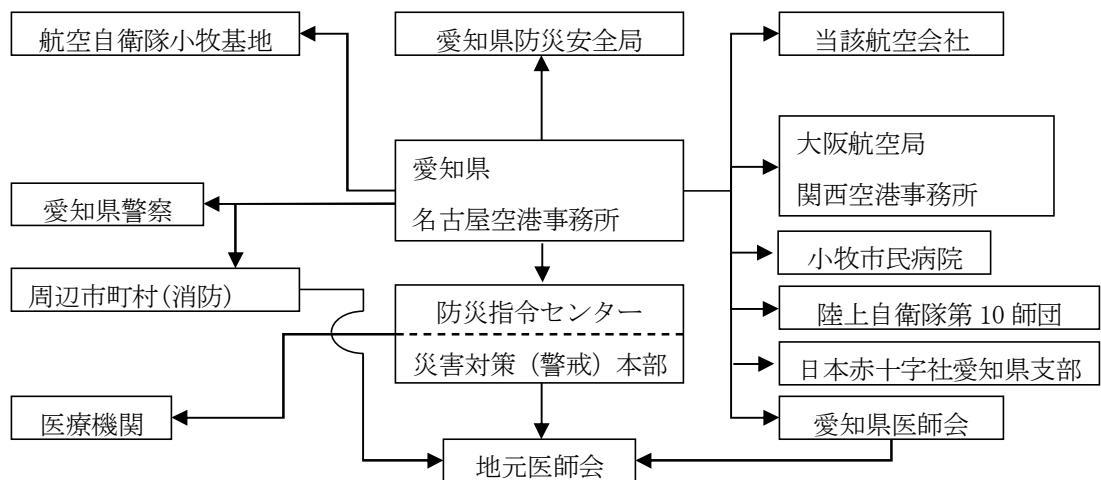 航空自衛隊小牧基地
愛知県防災安全局
当該航空会社
愛知県
名古屋空港事務所
大阪航空局
関西空港事務所
愛知県警察
小牧市民病院
周辺市町村(消防)
防災指令センター
災害対策（警戒）本部
陸上自衛隊第10師団
日本赤十字社愛知県支部
医療機関
愛知県医師会
地元医師会